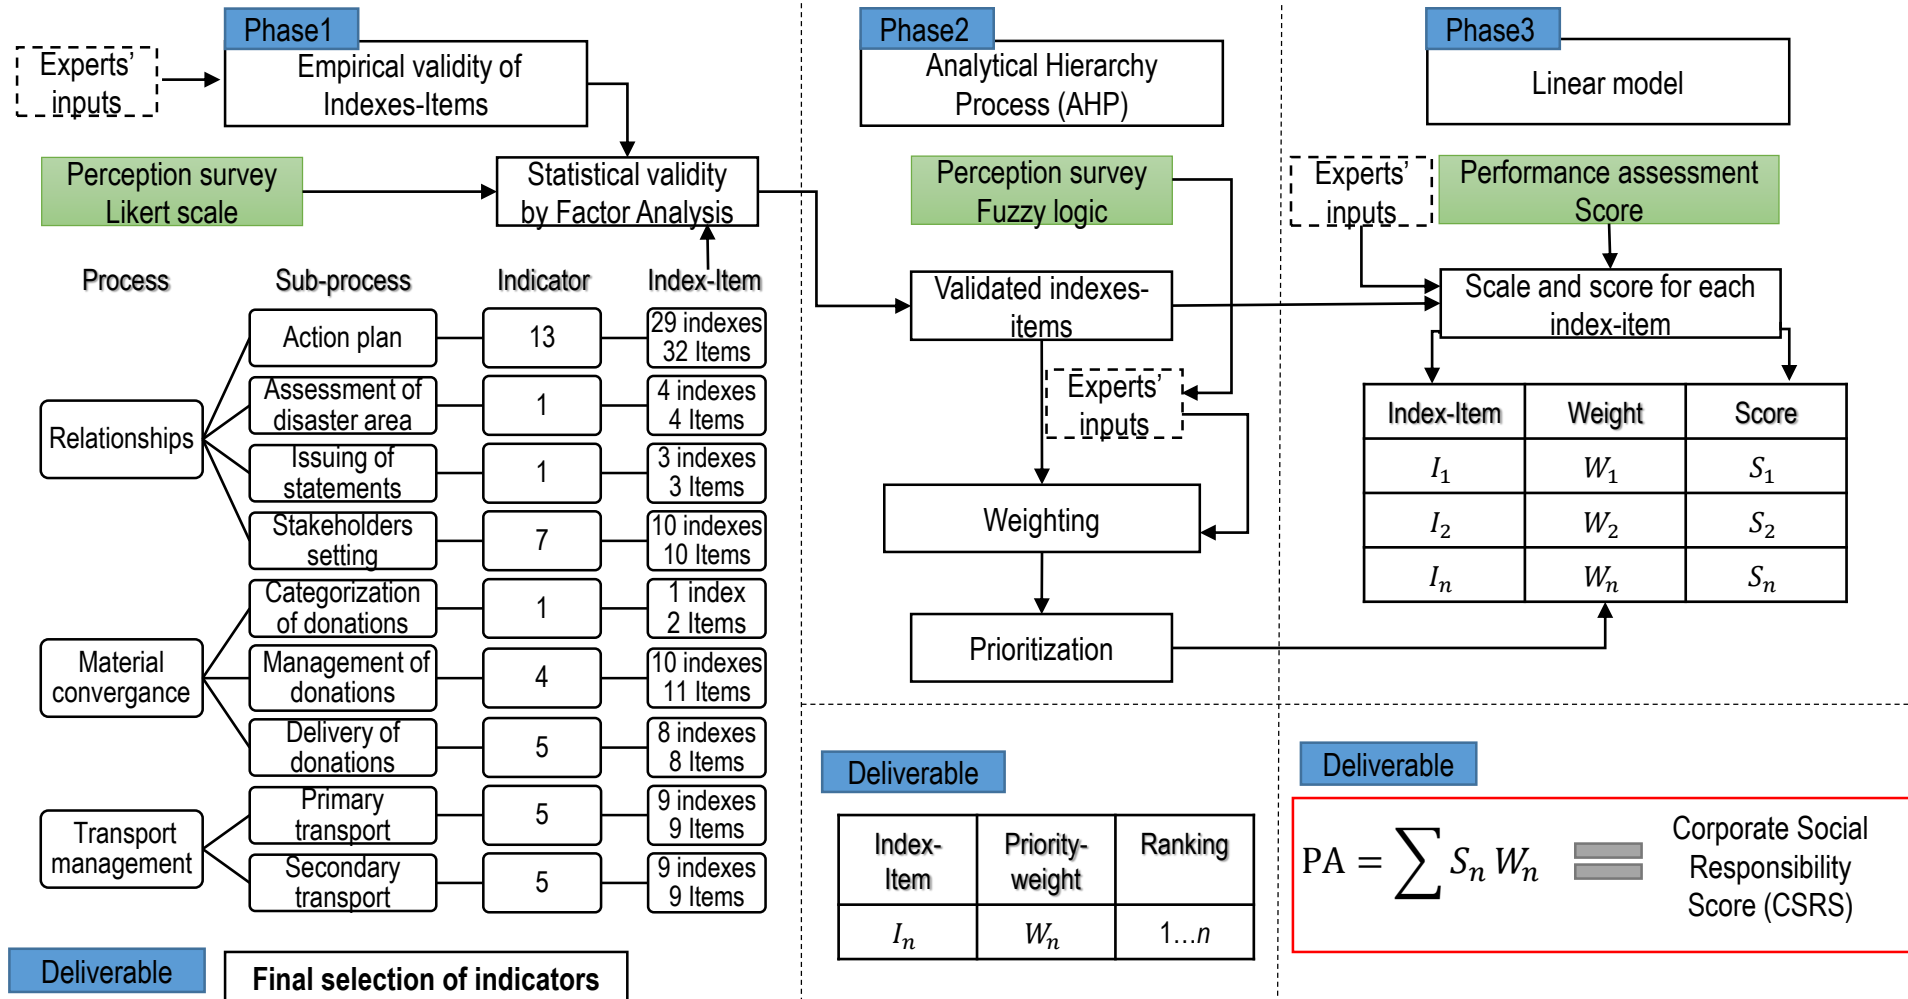 Phase1
Experts’
inputs
Empirical validity of
Indexes-Items
Perception survey
Likert scale
Statistical validity
by Factor Analysis
Process
Sub-process
Indicator
Index-Item
Relationships
Action plan
13
29 indexes
32 Items
Assessment of
disaster area
1
4 indexes
4 Items
Issuing of
statements
1
3 indexes
3 Items
Stakeholders
setting
7
10 indexes
10 Items
Material
convergance
Categorization
of donations
1
1 index
2 Items
Management of
donations
4
10 indexes
11 Items
Delivery of
donations
5
8 indexes
8 Items
Transport
management
Primary
transport
5
9 indexes
9 Items
Secondary
transport
5
9 indexes
9 Items
Deliverable
Final selection of indicators
Phase2
Analytical Hierarchy
Process (AHP)
Perception survey
Fuzzy logic
Validated indexes-
items
Experts’
inputs
Weighting
Prioritization
Deliverable
Index-
Item
Priority-
weight
Ranking
Iₙ
Wₙ
1…n
Phase3
Linear model
Experts’
inputs
Performance assessment
Score
Scale and score for each
index-item
Index-Item
Weight
Score
I₁
W₁
S₁
I₂
W₂
S₂
Iₙ
Wₙ
Sₙ
Deliverable
PA = ∑ Sₙ Wₙ
Corporate Social
Responsibility
Score (CSRS)